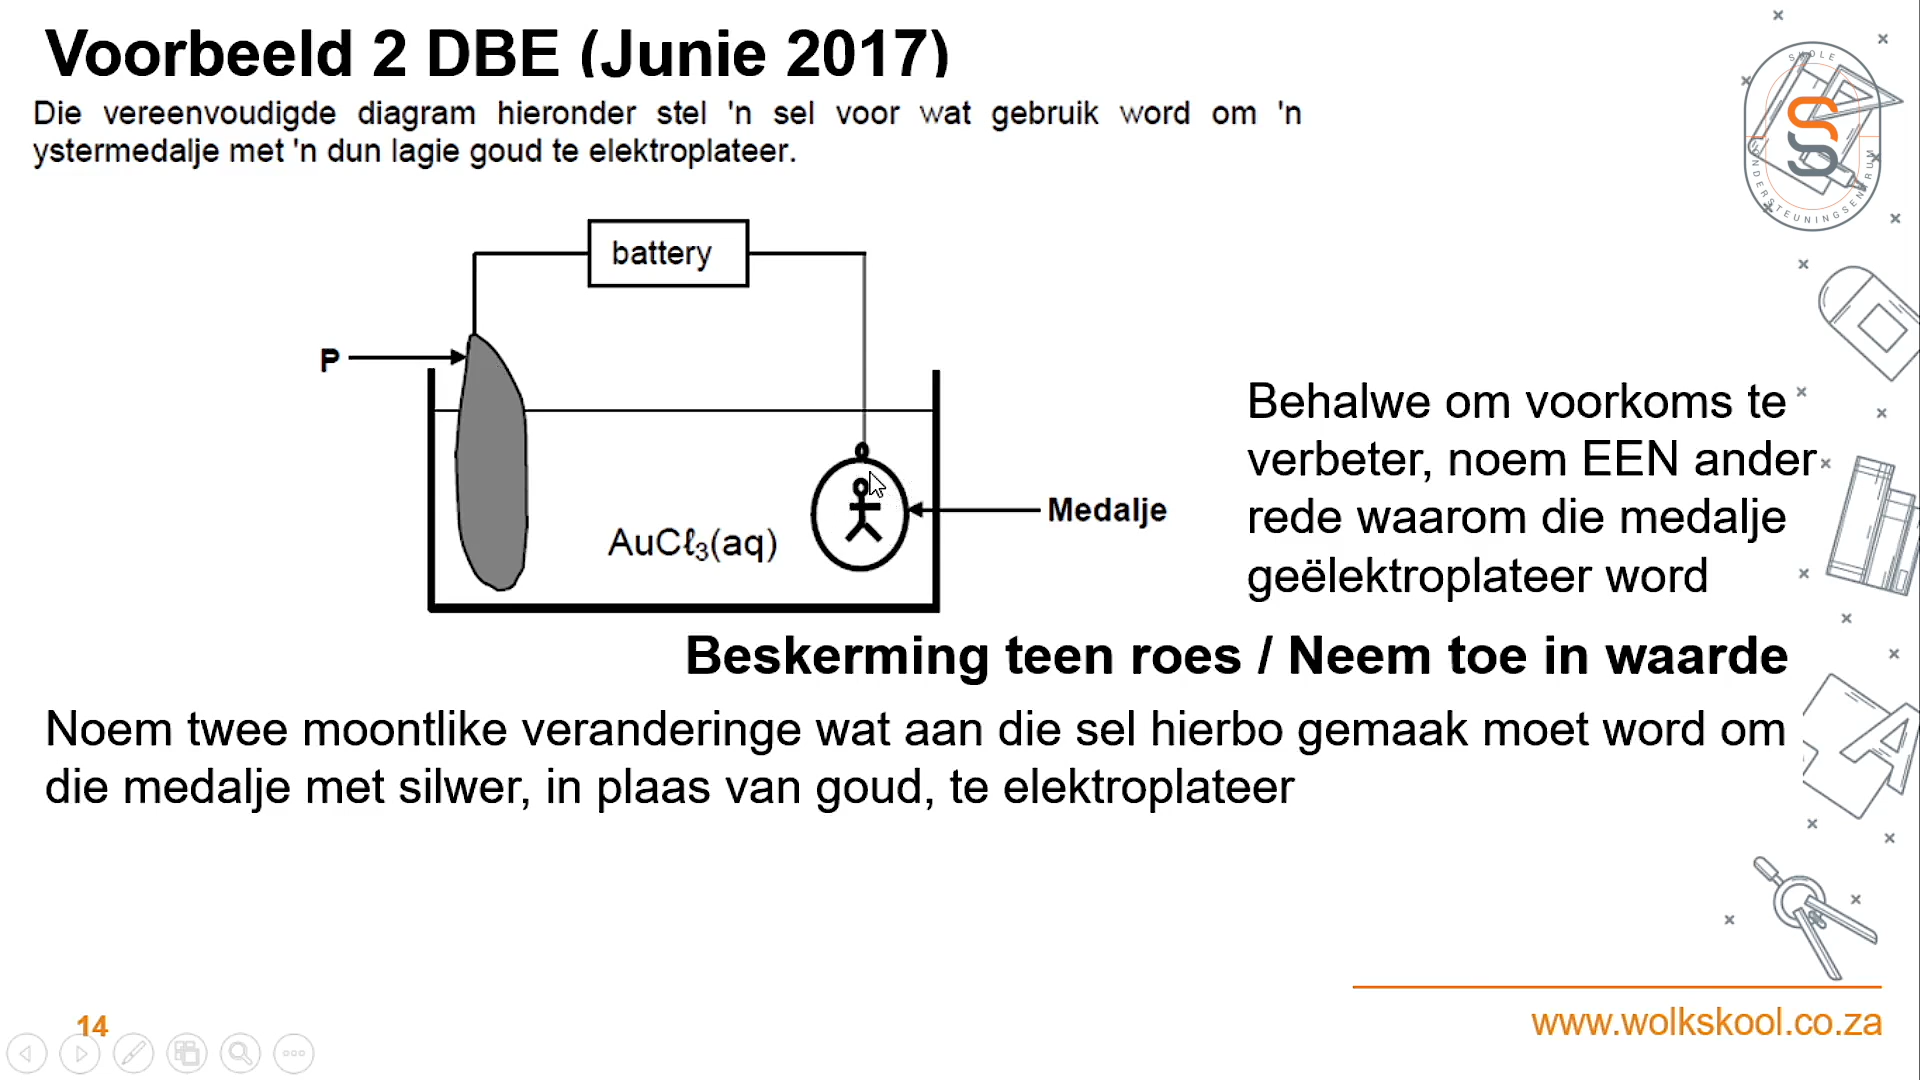 Voorbeeld 2 DBE (Junie 2017)
Die vereenvoudigde diagram hieronder stel 'n sel voor wat gebruik word om 'n
ystermedalje met 'n dun lagie goud te elektroplateer.
battery
P
Medalje
AuCℓ₃(aq)
Behalwe om voorkoms te
verbeter, noem EEN ander
rede waarom die medalje
geëlektroplateer word
Beskerming teen roes / Neem toe in waarde
Noem twee moontlike veranderinge wat aan die sel hierbo gemaak moet word om
die medalje met silwer, in plaas van goud, te elektroplateer
SKOLE
ONDERSTEUNINGSENTRUM
14
www.wolkskool.co.za